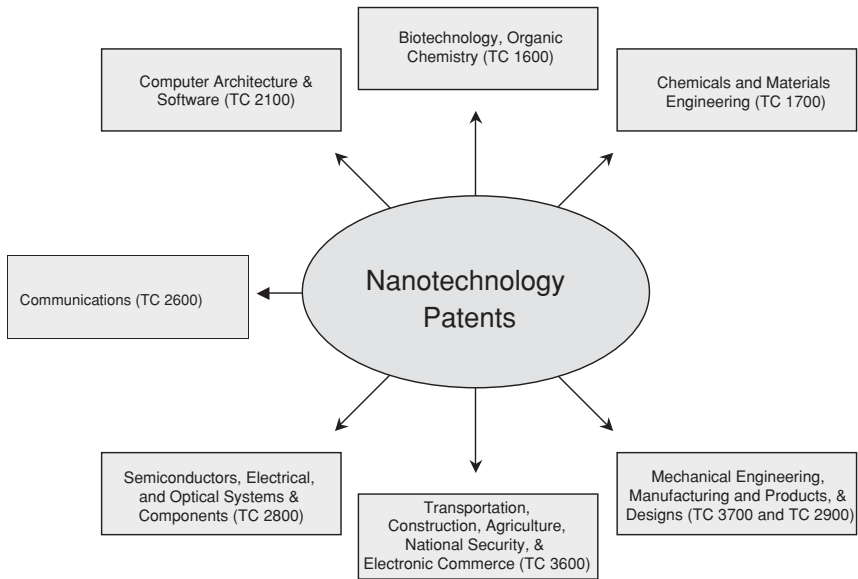 Biotechnology, Organic
Chemistry (TC 1600)
Computer Architecture &
Software (TC 2100)
Chemicals and Materials
Engineering (TC 1700)
Nanotechnology
Patents
Communications (TC 2600)
Semiconductors, Electrical,
and Optical Systems &
Components (TC 2800)
Transportation,
Construction, Agriculture,
National Security, &
Electronic Commerce (TC 3600)
Mechanical Engineering,
Manufacturing and Products, &
Designs (TC 3700 and TC 2900)